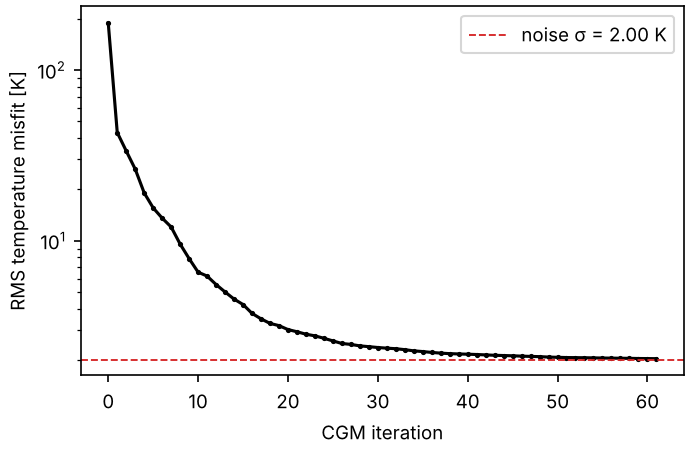 noise σ = 2.00 K
RMS temperature misfit [K]
10²
10¹
0 10 20 30 40 50 60
CGM iteration